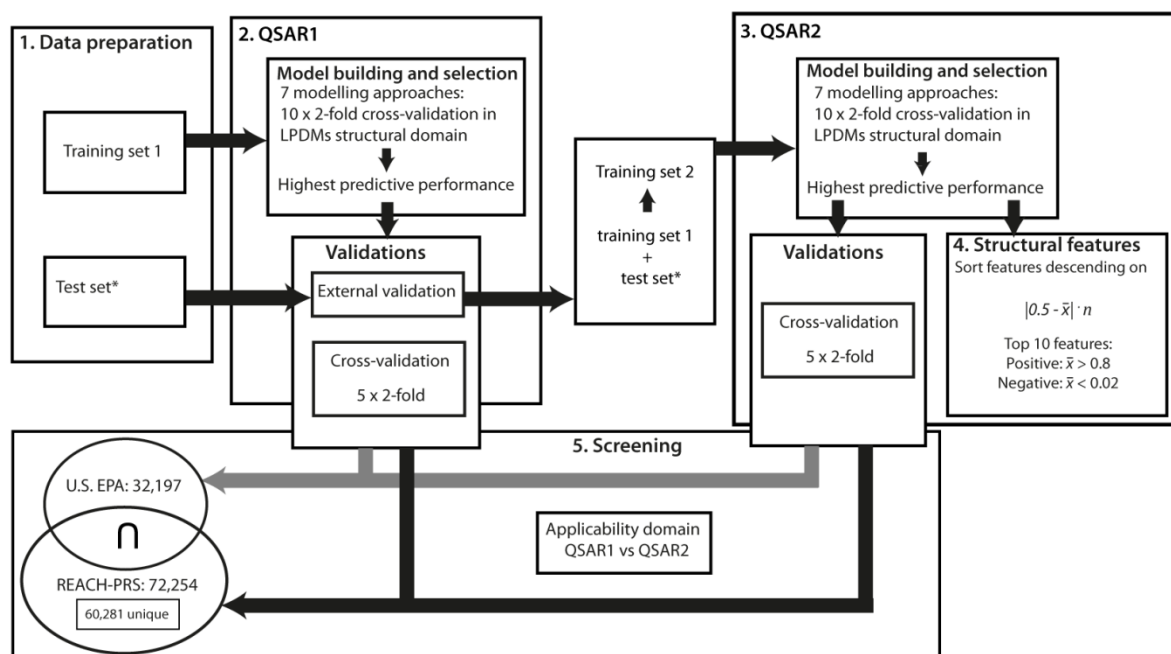 1. Data preparation
Training set 1
Test set*
2. QSAR1
Model building and selection
7 modelling approaches:
10 x 2-fold cross-validation in
LPDMs structural domain
Highest predictive performance
Validations
External validation
Cross-validation
5 x 2-fold
Training set 2
training set 1
+
test set*
3. QSAR2
Model building and selection
7 modelling approaches:
10 x 2-fold cross-validation in
LPDMs structural domain
Highest predictive performance
Validations
Cross-validation
5 x 2-fold
4. Structural features
Sort features descending on
|0.5 - x̄| · n
Top 10 features:
Positive: x̄ > 0.8
Negative: x̄ < 0.02
5. Screening
U.S. EPA: 32,197
∩
REACH-PRS: 72,254
60,281 unique
Applicability domain
QSAR1 vs QSAR2